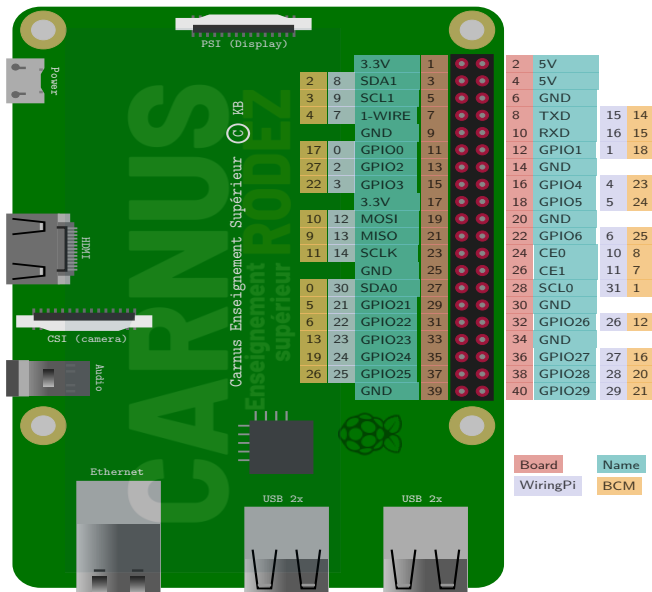 PSI (Display)
Power
3.3V 1 2 5V
2 8 SDA1 3 4 5V
3 9 SCL1 5 6 GND
4 7 1-WIRE 7 8 TXD 15 14
GND 9 10 RXD 16 15
17 0 GPIO0 11 12 GPIO1 1 18
27 2 GPIO2 13 14 GND
22 3 GPIO3 15 16 GPIO4 4 23
3.3V 17 18 GPIO5 5 24
10 12 MOSI 19 20 GND
9 13 MISO 21 22 GPIO6 6 25
11 14 SCLK 23 24 CE0 10 8
GND 25 26 CE1 11 7
0 30 SDA0 27 28 SCL0 31 1
5 21 GPIO21 29 30 GND
6 22 GPIO22 31 32 GPIO26 26 12
13 23 GPIO23 33 34 GND
19 24 GPIO24 35 36 GPIO27 27 16
26 25 GPIO25 37 38 GPIO28 28 20
GND 39 40 GPIO29 29 21
HDMI
CSI (camera)
Audio
CARNUS
Enseignement
supérieur
RODEZ
Carnus Enseignement Supérieur © KB
Ethernet
USB 2x
USB 2x
Board
Name
WiringPi
BCM